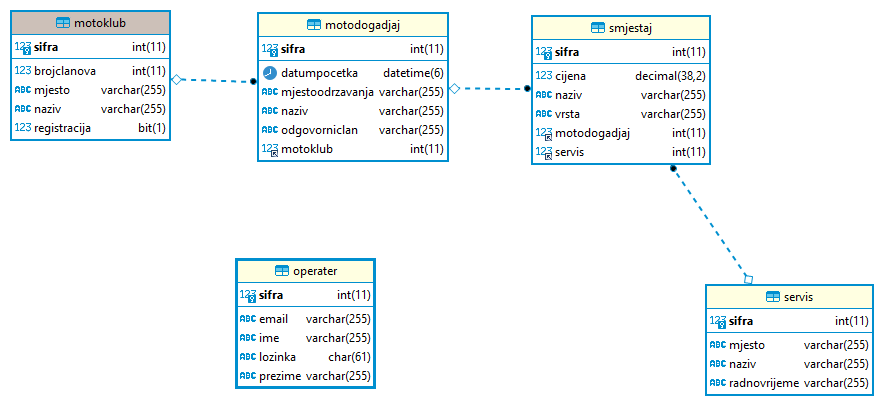 motoklub
123 sifra int(11)
123 brojclanova int(11)
ABC mjesto varchar(255)
ABC naziv varchar(255)
123 registracija bit(1)
motodogadjaj
123 sifra int(11)
datumpocetka datetime(6)
ABC mjestoodrzavanja varchar(255)
ABC naziv varchar(255)
ABC odgovorniclan varchar(255)
123 motoklub int(11)
smjestaj
123 sifra int(11)
123 cijena decimal(38,2)
ABC naziv varchar(255)
ABC vrsta varchar(255)
123 motodogadjaj int(11)
123 servis int(11)
operater
123 sifra int(11)
ABC email varchar(255)
ABC ime varchar(255)
ABC lozinka char(61)
ABC prezime varchar(255)
servis
123 sifra int(11)
ABC mjesto varchar(255)
ABC naziv varchar(255)
ABC radnovrijeme varchar(255)